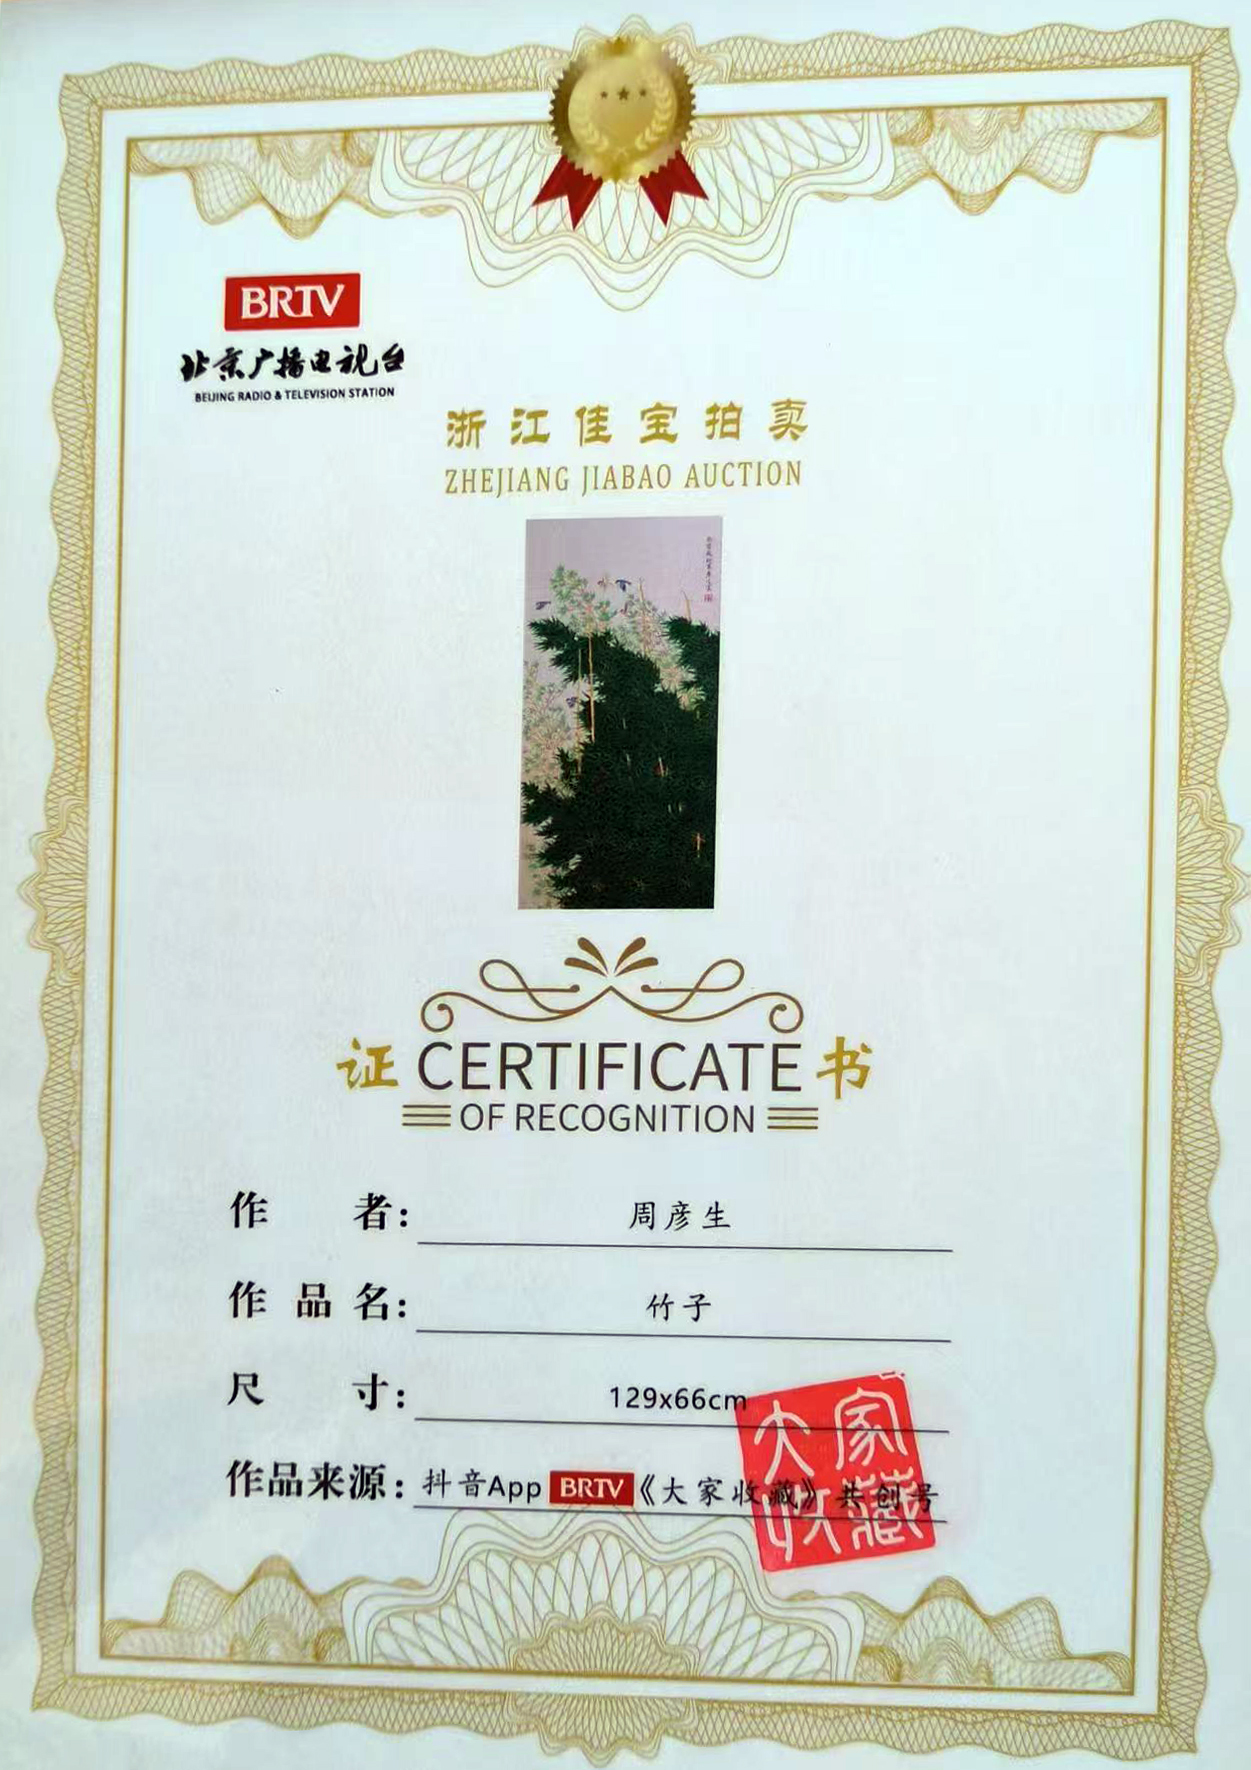 BRTV
北京广播电视台
BEIJING RADIO & TELEVISION STATION
浙江佳宝拍卖
ZHEJIANG JIABAO AUCTION
证 CERTIFICATE 书
OF RECOGNITION
作者: 周彦生
作品名: 竹子
尺寸: 129x66cm
作品来源: 抖音App BRTV《大家收藏》共创号
大家收藏